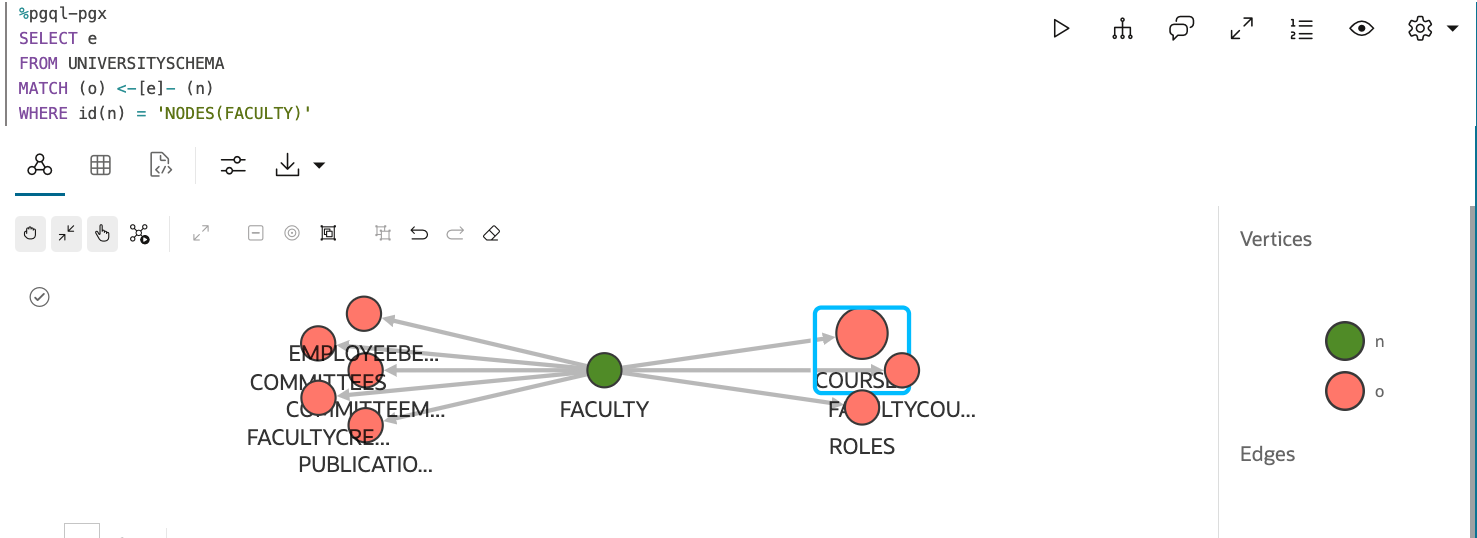 %pgql-pgx
SELECT e
FROM UNIVERSITYSCHEMA
MATCH (o) <-[e]- (n)
WHERE id(n) = 'NODES(FACULTY)'
Vertices
n
o
Edges
EMPLOYEEBE...
COMMITTEES
COMMITTEEM...
FACULTYCRE...
PUBLICATIO...
FACULTY
COURSE
FACULTYCOU...
ROLES